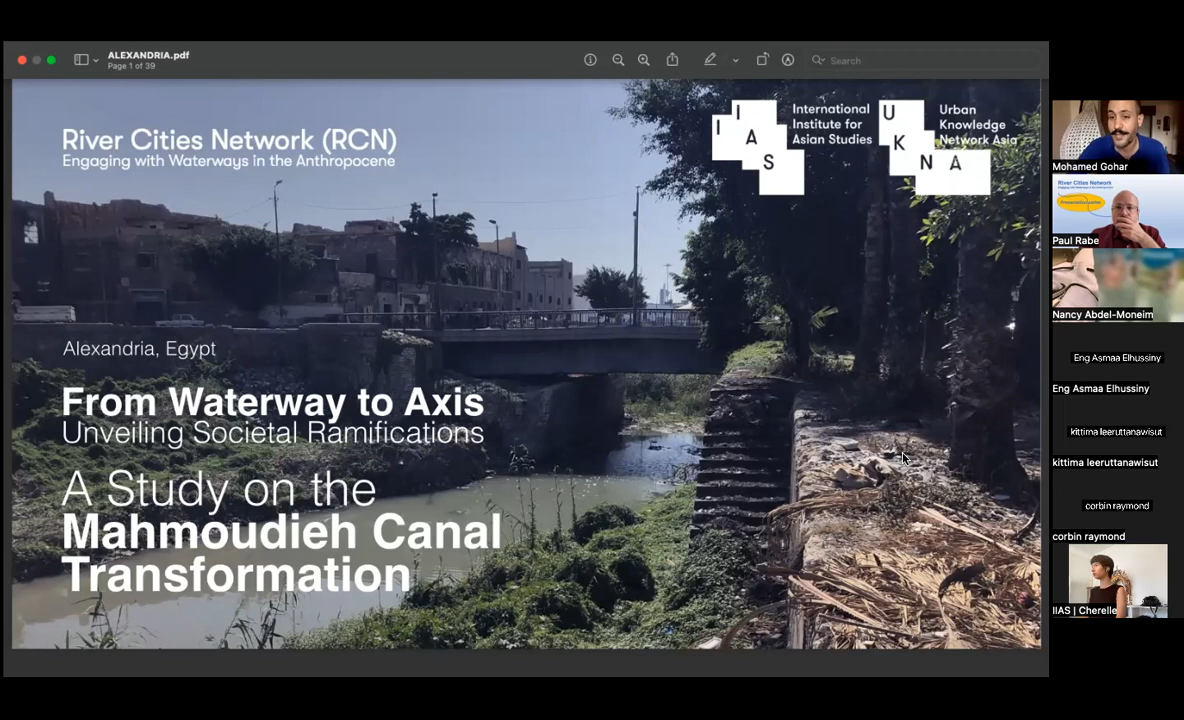 ALEXANDRIA.pdf
Page 1 of 39
Search
River Cities Network (RCN)
Engaging with Waterways in the Anthropocene
I
I
A
S
International
Institute for
Asian Studies
U
K
N A
Urban
Knowledge
Network Asia
Alexandria, Egypt
From Waterway to Axis
Unveiling Societal Ramifications
A Study on the
Mahmoudieh Canal
Transformation
Mohamed Gohar
River Cities Network
Paul Rabe
Nancy Abdel-Moneim
Eng Asmaa Elhussiny
Eng Asmaa Elhussiny
kittima leeruttanawisut
kittima leeruttanawisut
corbin raymond
corbin raymond
IIAS | Cherelle